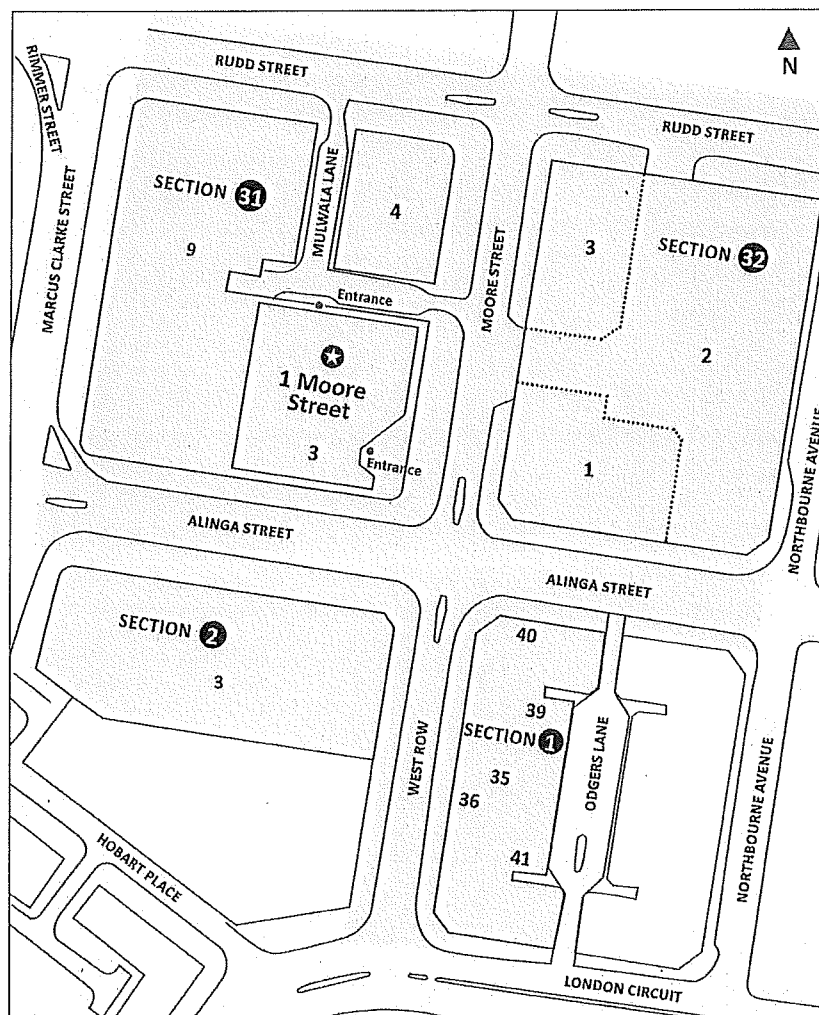 N
RUDD STREET
RIMMER STREET
RUDD STREET
SECTION 31
MULWALA LANE
4
MARCUS CLARKE STREET
9
MOORE STREET
3
SECTION 32
Entrance
1 Moore
Street
2
3
Entrance
1
NORTHBOURNE AVENUE
ALINGA STREET
ALINGA STREET
SECTION 2
3
40
39
SECTION 1
WEST ROW
35
36
ODGERS LANE
41
NORTHBOURNE AVENUE
HOBART PLACE
LONDON CIRCUIT